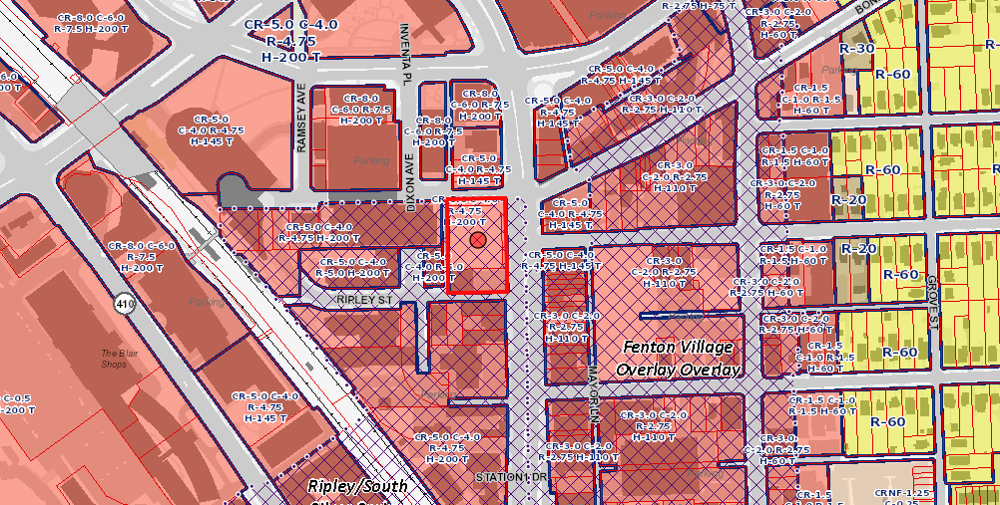 CR-8.0 C-6.0
R-7.5
H-200 T
CR-5.0 C-4.0
R-4.75
H-200 T
INVENTA PL
Parking
R-2.75 H-75 T
CR-3.0 C-2.0
R-2.75
H-60 T
R-30
R-60
Parking
CR-5.0 C-4.0
R-4.75 H-145 T
CR-1.5
C-1.0 R-1.5
H-60 T
RAMSEY AVE
CR-8.0
C-6.0 R-7.5
H-200 T
CR-8.0
C-6.0 R-7.5
H-200 T
CR-5.0 C-4.0
R-4.75
H-145 T
CR-3.0 C-2.0
R-2.75 H-110 T
CR-5.0
C-4.0 R-4.75
H-145 T
CR-8.0
C-6.0 R-7.5
H-200 T
Parking
DIXON AVE
CR-5.0
C-4.0 R-4.75
H-145 T
Parking
CR-3.0
C-2.0 R-2.75
H-110 T
CR-1.5 C-1.0
R-1.5 H-60 T
R-60
CR-3.0 C-2.0
R-2.75
H-60 T
R-20
R-4.75
CR-5.0
C-4.0 R-4.75
H-145 T
CR-5.0 C-4.0
R-4.75 H-200 T
CR-8.0 C-6.0
R-7.5
H-200 T
CR-5.0 C-4.0
R-5.0 H-200 T
H-200 T
CR-5.0 C-4.0
R-4.75 H-145 T
CR-3.0
C-2.0 R-2.75
H-110 T
CR-1.5 C-1.0
R-1.5 H-60 T
R-20
R-60
GROVE ST
CR-3.0 C-2.0
R-2.75 H-60 T
RIPLEY ST
410
Parking
CR-3.0 C-2.0
R-2.75
H-110 T
Parking
CR-3.0 C-2.0
R-2.75 H-60 T
CR-1.5
C-1.0 R-1.5
H-60 T
R-60
Fenton Village
Overlay Overlay
The Blair
Shops
MAYOR LN
C-0.5
CR-5.0 C-4.0
R-4.75
H-145 T
Parking
CR-1.5 C-1.0
R-1.5 H-60 T
R-60
CR-3.0 C-2.0
R-2.75
H-110 T
CR-5.0 C-4.0
R-4.75
H-200 T
CR-3.0 C-2.0
R-2.75 H-110 T
CR-3.0
C-2.0 R-2.75
H-60 T
STATION DR
Parking
Ripley/South
CR-1.5
CRNF-1.25
C-0.25